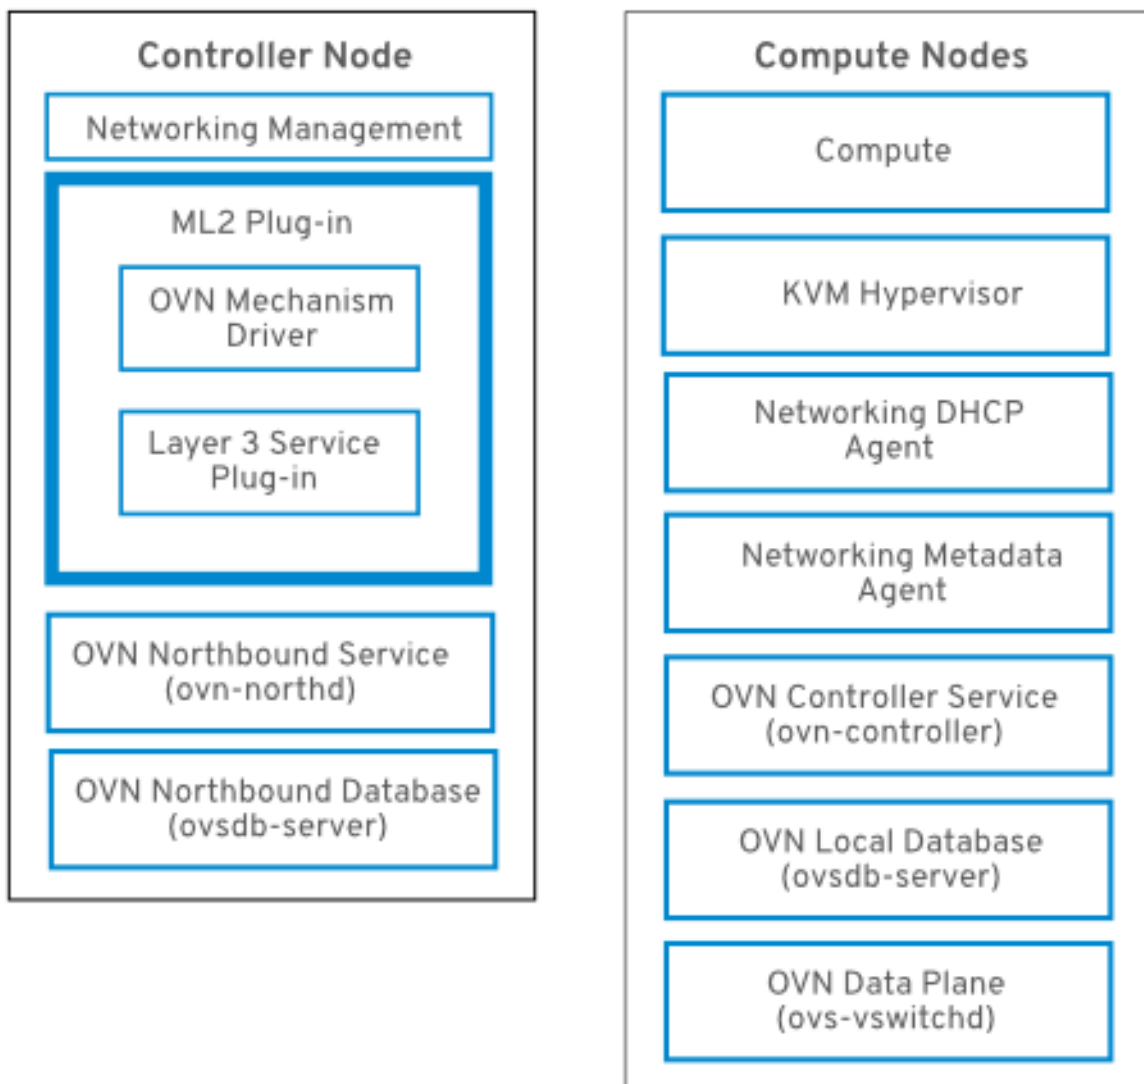 Controller Node
Networking Management
ML2 Plug-in
OVN Mechanism
Driver
Layer 3 Service
Plug-in
OVN Northbound Service
(ovn-northd)
OVN Northbound Database
(ovsdb-server)
Compute Nodes
Compute
KVM Hypervisor
Networking DHCP
Agent
Networking Metadata
Agent
OVN Controller Service
(ovn-controller)
OVN Local Database
(ovsdb-server)
OVN Data Plane
(ovs-vswitchd)